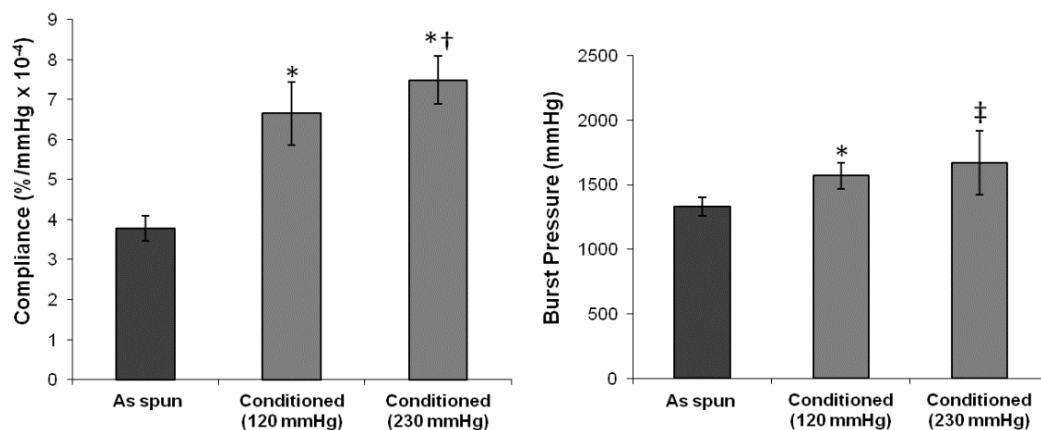 Compliance (%/mmHg x 10⁻⁴)
9
8
7
6
5
4
3
2
1
0
*
*†
As spun
Conditioned
(120 mmHg)
Conditioned
(230 mmHg)
Burst Pressure (mmHg)
2500
2000
1500
1000
500
0
*
‡
As spun
Conditioned
(120 mmHg)
Conditioned
(230 mmHg)